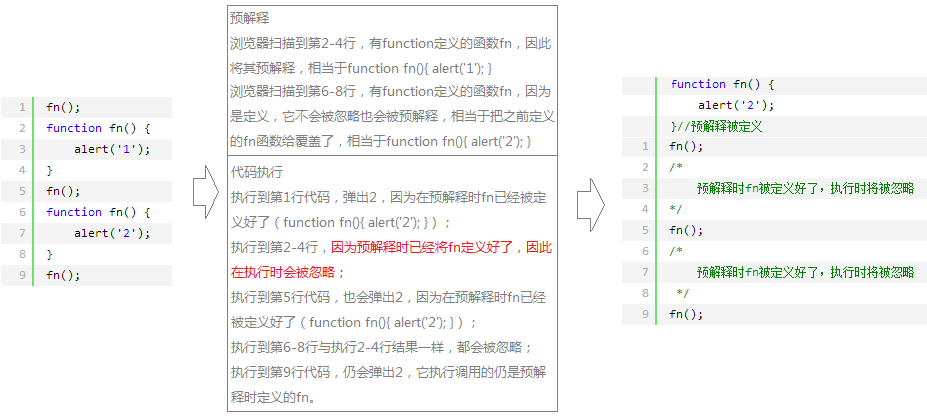 1 fn();
2 function fn() {
3 alert('1');
4 }
5 fn();
6 function fn() {
7 alert('2');
8 }
9 fn();
预解释
浏览器扫描到第2-4行，有function定义的函数fn，因此
将其预解释，相当于function fn(){ alert('1'); }
浏览器扫描到第6-8行，有function定义的函数fn，因为
是定义，它不会被忽略也会被预解释，相当于把之前定义
的fn函数给覆盖了，相当于function fn(){ alert('2'); }
代码执行
执行到第1行代码，弹出2，因为在预解释时fn已经被定
义好了（function fn(){ alert('2'); }）；
执行到第2-4行，因为预解释时已经将fn定义好了，因此
在执行时会被忽略；
执行到第5行代码，也会弹出2，因为在预解释时fn已经
被定义好了（function fn(){ alert('2'); }）；
执行到第6-8行与执行2-4行结果一样，都会被忽略；
执行到第9行代码，仍会弹出2，它执行调用的仍是预解
释时定义的fn。
function fn() {
alert('2');
}//预解释被定义
1 fn();
2 /*
3 预解释时fn被定义好了，执行时将被忽略
4 */
5 fn();
6 /*
7 预解释时fn被定义好了，执行时将被忽略
8 */
9 fn();